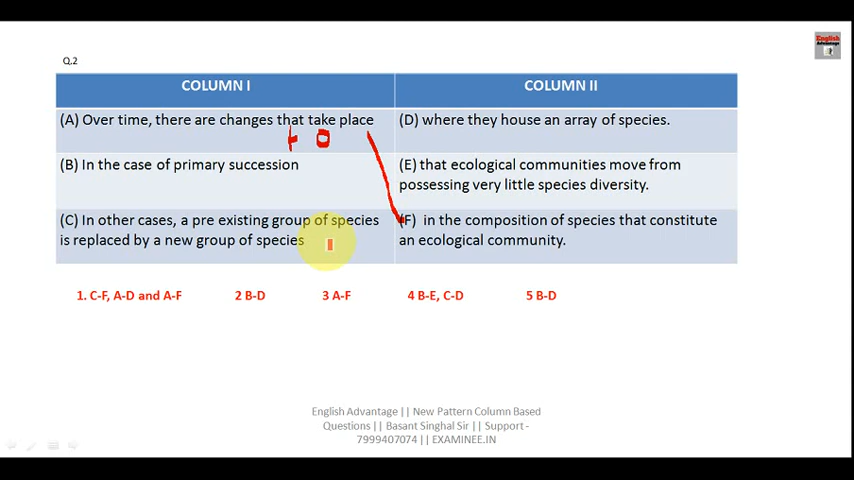 English
Advantage
Q.2
COLUMN I
COLUMN II
(A) Over time, there are changes that take place
(D) where they house an array of species.
(B) In the case of primary succession
(E) that ecological communities move from
possessing very little species diversity.
(C) In other cases, a pre existing group of species
is replaced by a new group of species
(F) in the composition of species that constitute
an ecological community.
1. C-F, A-D and A-F
2 B-D
3 A-F
4 B-E, C-D
5 B-D
English Advantage || New Pattern Column Based
Questions || Basant Singhal Sir || Support -
7999407074 || EXAMINEE.IN